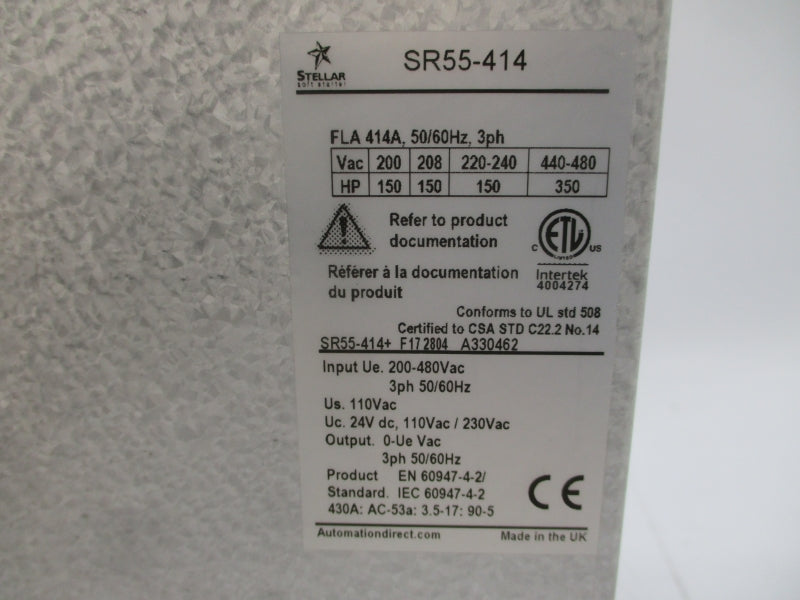 STELLAR
soft starter
SR55-414
FLA 414A, 50/60Hz, 3ph
Vac 200 208 220-240 440-480
HP 150 150 150 350
Refer to product
documentation
C ETL US
LISTED
Intertek
4004274
Référer à la documentation
du produit
Conforms to UL std 508
Certified to CSA STD C22.2 No.14
SR55-414+ F17 2804 A330462
Input Ue. 200-480Vac
3ph 50/60Hz
Us. 110Vac
Uc. 24V dc, 110Vac / 230Vac
Output. 0-Ue Vac
3ph 50/60Hz
Product EN 60947-4-2/
Standard. IEC 60947-4-2
430A: AC-53a: 3.5-17: 90-5
CE
Automationdirect.com Made in the UK